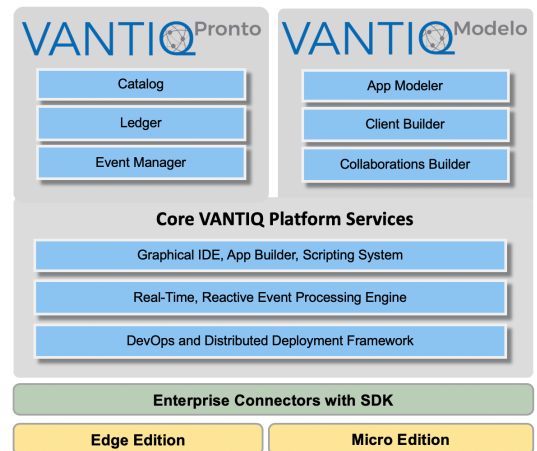 VANTIQ Pronto
Catalog
Ledger
Event Manager
VANTIQ Modelo
App Modeler
Client Builder
Collaborations Builder
Core VANTIQ Platform Services
Graphical IDE, App Builder, Scripting System
Real-Time, Reactive Event Processing Engine
DevOps and Distributed Deployment Framework
Enterprise Connectors with SDK
Edge Edition
Micro Edition